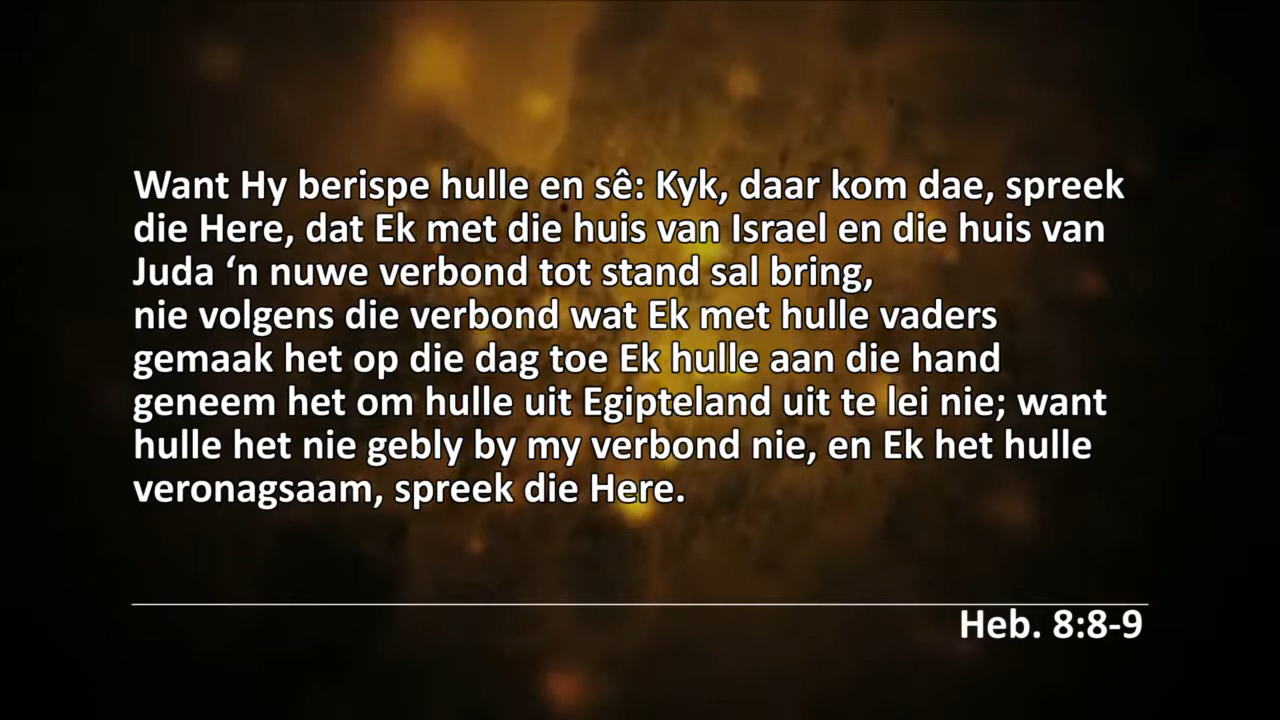 Want Hy berispe hulle en sê: Kyk, daar kom dae, spreek
die Here, dat Ek met die huis van Israel en die huis van
Juda ‘n nuwe verbond tot stand sal bring,
nie volgens die verbond wat Ek met hulle vaders
gemaak het op die dag toe Ek hulle aan die hand
geneem het om hulle uit Egipteland uit te lei nie; want
hulle het nie gebly by my verbond nie, en Ek het hulle
veronagsaam, spreek die Here.
Heb. 8:8-9